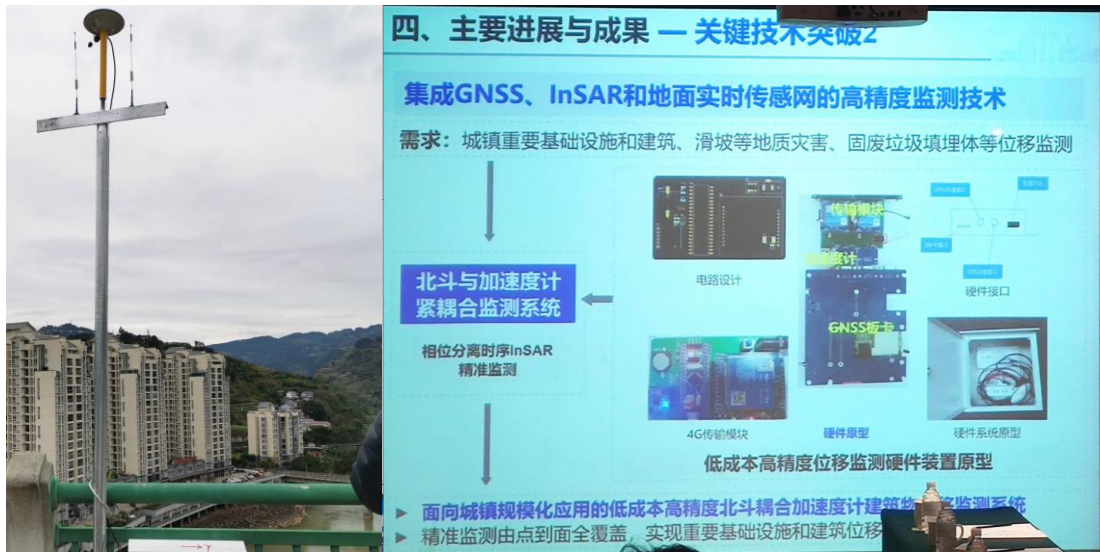 四、主要进展与成果 — 关键技术突破2
集成GNSS、InSAR和地面实时传感网的高精度监测技术
需求：城镇重要基础设施和建筑、滑坡等地质灾害、固废垃圾填埋体等位移监测
北斗与加速度计
紧耦合监测系统
相位分离时序InSAR
精准监测
电路设计
传输模块
速度计
GNSS板卡
硬件接口
4G传输模块
硬件原型
硬件系统原型
低成本高精度位移监测硬件装置原型
面向城镇规模化应用的低成本高精度北斗耦合加速度计建筑物 移监测系统
精准监测由点到面全覆盖，实现重要基础设施和建筑位移